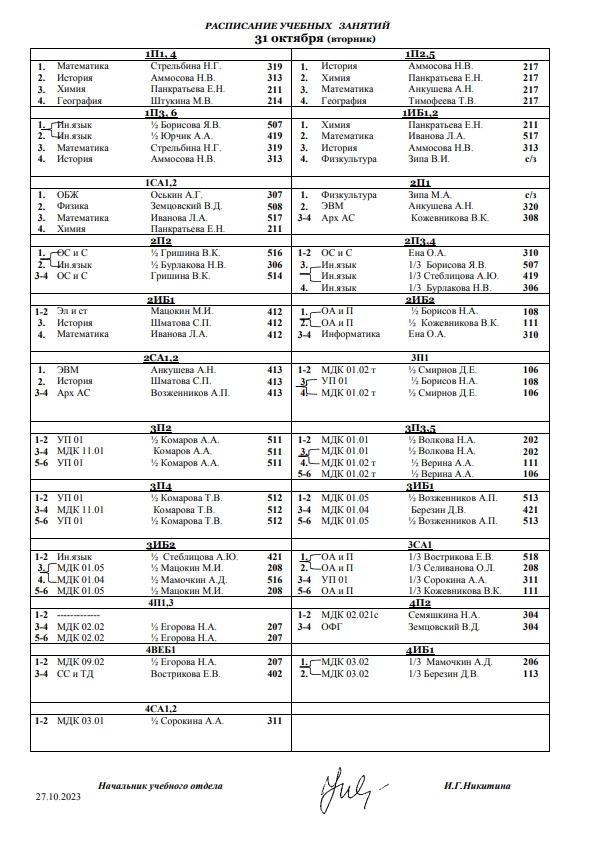 РАСПИСАНИЕ УЧЕБНЫХ ЗАНЯТИЙ
31 октября (вторник)
1П1, 4
1. Математика Стрельбина Н.Г. 319
2. История Аммосова Н.В. 313
3. Химия Панкратьева Е.Н. 211
4. География Штукина М.В. 214
1П2,5
1. История Аммосова Н.В. 217
2. Химия Панкратьева Е.Н. 217
3. Математика Анкушева А.Н. 217
4. География Тимофеева Т.В. 217
1П3, 6
1. Ин.язык ½ Борисова Я.В. 507
2. Ин.язык ½ Юрчик А.А. 419
3. Математика Стрельбина Н.Г. 319
4. История Аммосова Н.В. 313
1ИБ1,2
1. Химия Панкратьева Е.Н. 211
2. Математика Иванова Л.А. 517
3. История Аммосова Н.В. 313
4. Физкультура Зипа В.И. с/з
1СА1,2
1. ОБЖ Оськин А.Г. 307
2. Физика Земцовский В.Д. 508
3. Математика Иванова Л.А. 517
4. Химия Панкратьева Е.Н. 211
2П1
1. Физкультура Зипа М.А. с/з
2. ЭВМ Анкушева А.Н. 320
3-4 Арх АС Кожевникова В.К. 308
2П2
1. ОС и С ½ Гришина В.К. 516
2. Ин.язык ½ Бурлакова Н.В. 306
3-4 ОС и С Гришина В.К. 514
2П3,4
1-2 ОС и С Ена О.А. 310
3. Ин.язык 1/3 Борисова Я.В. 507
Ин.язык 1/3 Стеблицова А.Ю. 419
4. Ин.язык 1/3 Бурлакова Н.В. 306
2ИБ1
1-2 Эл и ст Мацокин М.И. 412
3. История Шматова С.П. 412
4. Математика Иванова Л.А. 412
2ИБ2
1. ОА и П ½ Борисов Н.А. 108
2. ОА и П ½ Кожевникова В.К. 111
3-4 Информатика Ена О.А. 310
2СА1,2
1. ЭВМ Анкушева А.Н. 413
2. История Шматова С.П. 413
3-4 Арх АС Возженников А.П. 413
3П1
1-2 МДК 01.02 т ½ Смирнов Д.Е. 106
3. УП 01 ½ Борисов Н.А. 108
4. МДК 01.02 т ½ Смирнов Д.Е. 106
3П2
1-2 УП 01 ½ Комаров А.А. 511
3-4 МДК 11.01 Комаров А.А. 511
5-6 УП 01 ½ Комаров А.А. 511
3П3,5
1-2 МДК 01.01 ½ Волкова Н.А. 202
3. МДК 01.01 ½ Волкова Н.А. 202
4. МДК 01.02 т ½ Верина А.А. 111
5-6 МДК 01.02 т ½ Верина А.А. 106
3П4
1-2 УП 01 ½ Комарова Т.В. 512
3-4 МДК 11.01 Комарова Т.В. 512
5-6 УП 01 ½ Комарова Т.В. 512
3ИБ1
1-2 МДК 01.05 ½ Возженников А.П. 513
3-4 МДК 01.04 Березин Д.В. 421
5-6 МДК 01.05 ½ Возженников А.П. 513
3ИБ2
1-2 Ин.язык ½ Стеблицова А.Ю. 421
3. МДК 01.05 ½ Мацокин М.И. 208
4. МДК 01.04 ½ Мамочкин А.Д. 516
5-6 МДК 01.05 ½ Мацокин М.И. 208
3СА1
1. ОА и П 1/3 Вострикова Е.В. 518
2. ОА и П 1/3 Селиванова О.Л. 208
3-4 УП 01 1/3 Сорокина А.А. 311
5-6 ОА и П 1/3 Кожевникова В.К. 111
4П1,3
1-2 -------------
3-4 МДК 02.02 ½ Егорова Н.А. 207
5-6 МДК 02.02 ½ Егорова Н.А. 207
4П2
1-2 МДК 02.021с Семяшкина Н.А. 304
3-4 ОФГ Земцовский В.Д. 304
4ВЕБ1
1-2 МДК 09.02 ½ Егорова Н.А. 207
3-4 СС и ТД Вострикова Е.В. 402
4ИБ1
1. МДК 03.02 1/3 Мамочкин А.Д. 206
2. МДК 03.02 1/3 Березин Д.В. 113
4СА1,2
1-2 МДК 03.01 ½ Сорокина А.А. 311
Начальник учебного отдела И.Г.Никитина
27.10.2023